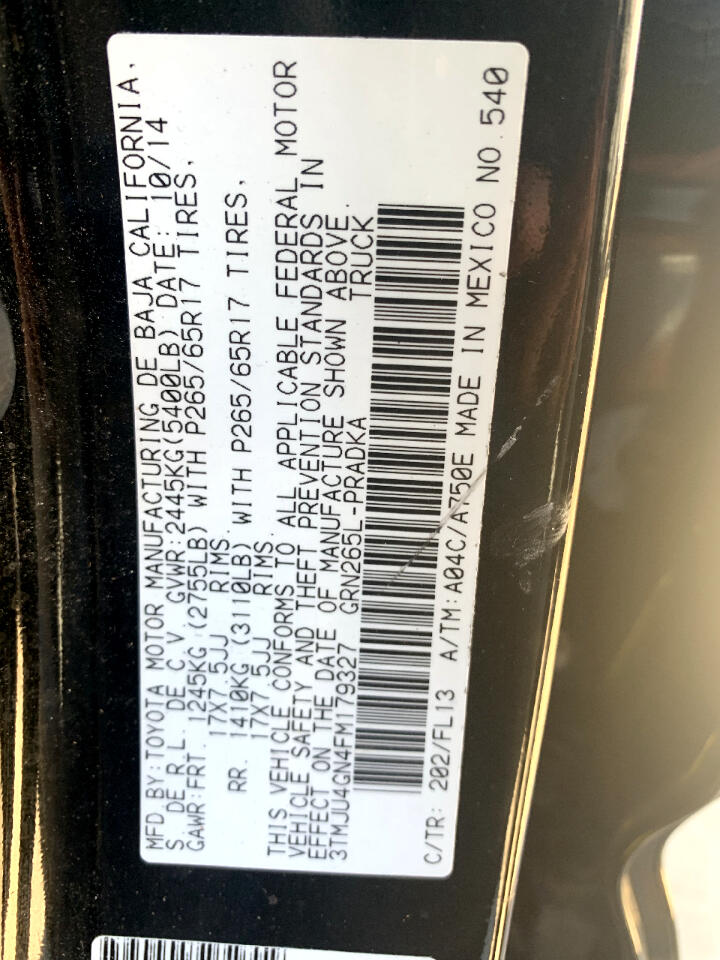 MFD BY: TOYOTA MOTOR MANUFACTURING DE BAJA CALIFORNIA,
S. DE R.L. DE C.V GVWR:2445KG(5400LB) DATE: 10/14
GAWR:FRT. 1245KG (2755LB) WITH P265/65R17 TIRES,
17X7.5JJ RIMS.
RR. 1410KG (3110LB) WITH P265/65R17 TIRES,
17X7.5JJ RIMS
THIS VEHICLE CONFORMS TO ALL APPLICABLE FEDERAL MOTOR
VEHICLE SAFETY AND THEFT PREVENTION STANDARDS IN
EFFECT ON THE DATE OF MANUFACTURE SHOWN ABOVE.
3TMJU4GN4FM179327 GRN265L-PRADKA TRUCK
C/TR: 202/FL13 A/TM:A04C/A750E MADE IN MEXICO NO.540